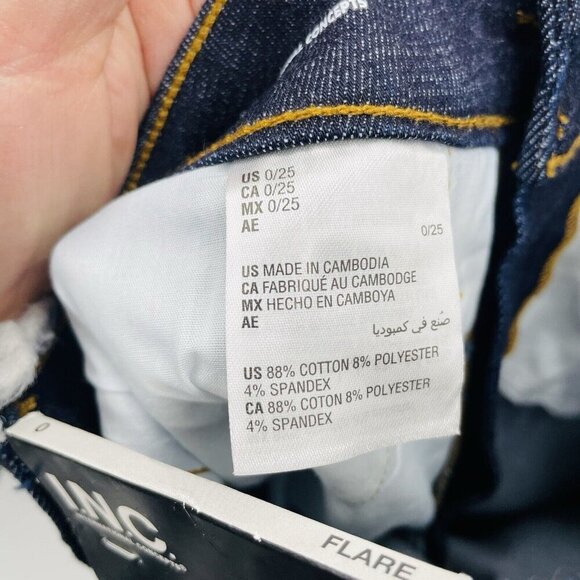 CONCEPTS
US 0/25
CA 0/25
MX 0/25
AE 0/25
US MADE IN CAMBODIA
CA FABRIQUÉ AU CAMBODGE
MX HECHO EN CAMBOYA
AE صنع في كمبوديا
US 88% COTTON 8% POLYESTER
4% SPANDEX
CA 88% COTON 8% POLYESTER
4% SPANDEX
0
I.N.C.
FLARE